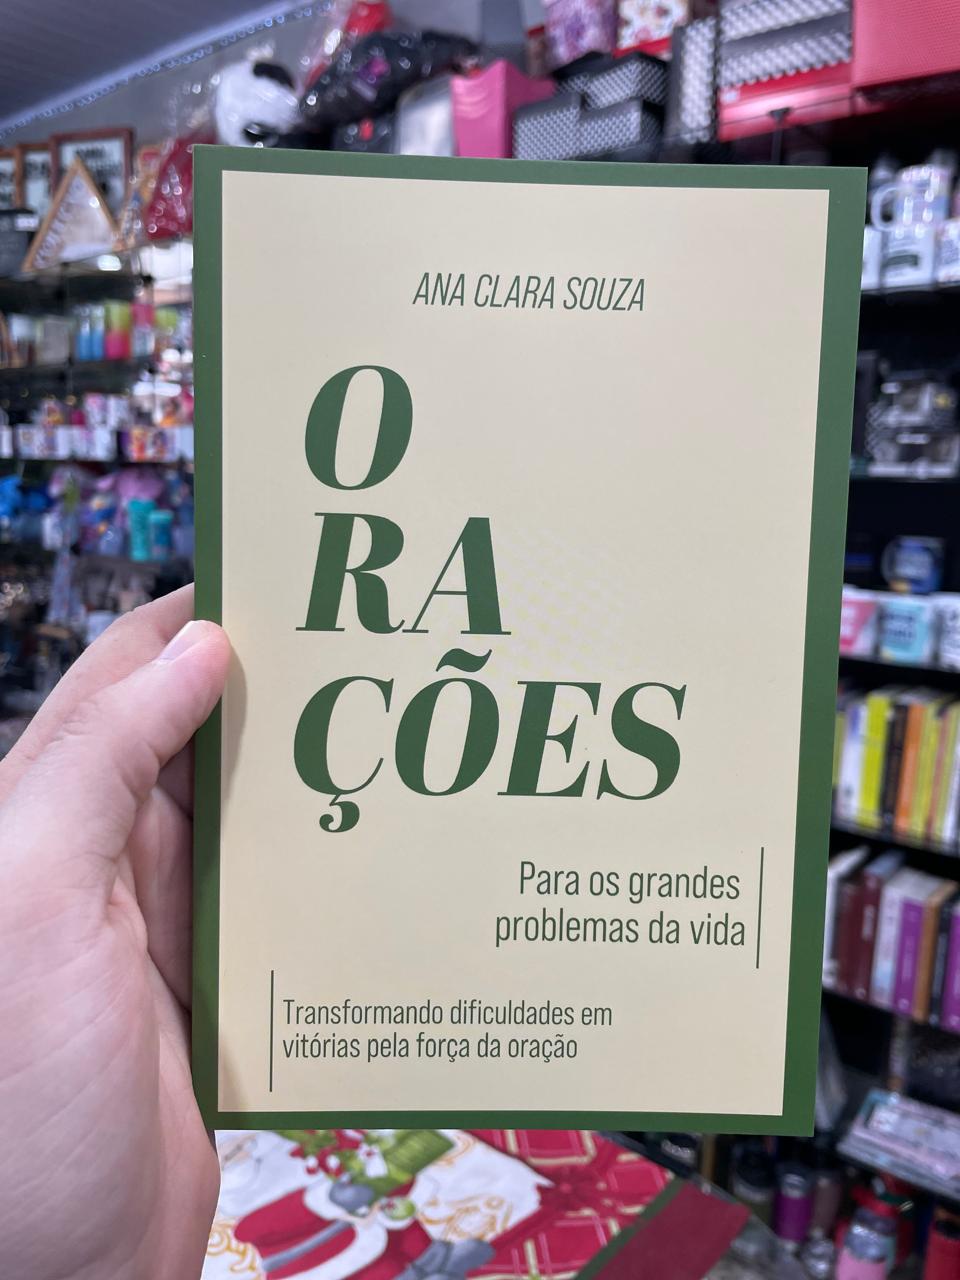 ANA CLARA SOUZA
O
RA
ÇÕES
Para os grandes
problemas da vida
Transformando dificuldades em
vitórias pela força da oração